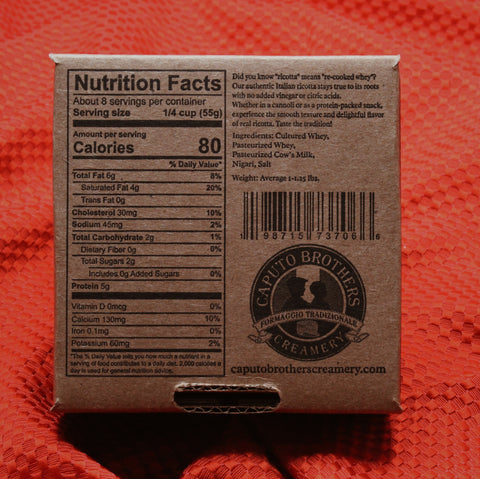 Nutrition Facts
About 8 servings per container
Serving size 1/4 cup (55g)
Amount per serving
Calories 80
% Daily Value*
Total Fat 6g 8%
Saturated Fat 4g 20%
Trans Fat 0g
Cholesterol 30mg 10%
Sodium 45mg 2%
Total Carbohydrate 2g 1%
Dietary Fiber 0g 0%
Total Sugars 2g
Includes 0g Added Sugars 0%
Protein 5g
Vitamin D 0mcg 0%
Calcium 130mg 10%
Iron 0.1mg 0%
Potassium 60mg 2%
*The % Daily Value tells you how much a nutrient in a
serving of food contributes to a daily diet. 2,000 calories a
day is used for general nutrition advice.
Did you know "ricotta" means "re-cooked whey"?
Our authentic Italian ricotta stays true to its roots
with no added vinegar or citric acids.
Whether in a cannoli or as a protein-packed snack,
experience the smooth texture and delightful flavor
of real ricotta. Taste the tradition!
Ingredients: Cultured Whey,
Pasteurized Whey,
Pasteurized Cow's Milk,
Nigari, Salt
Weight: Average 1-1.15 lbs.
1 98715 73706 6
CAPUTO BROTHERS
FORMAGGIO TRADIZIONALE
CREAMERY
caputobrotherscreamery.com